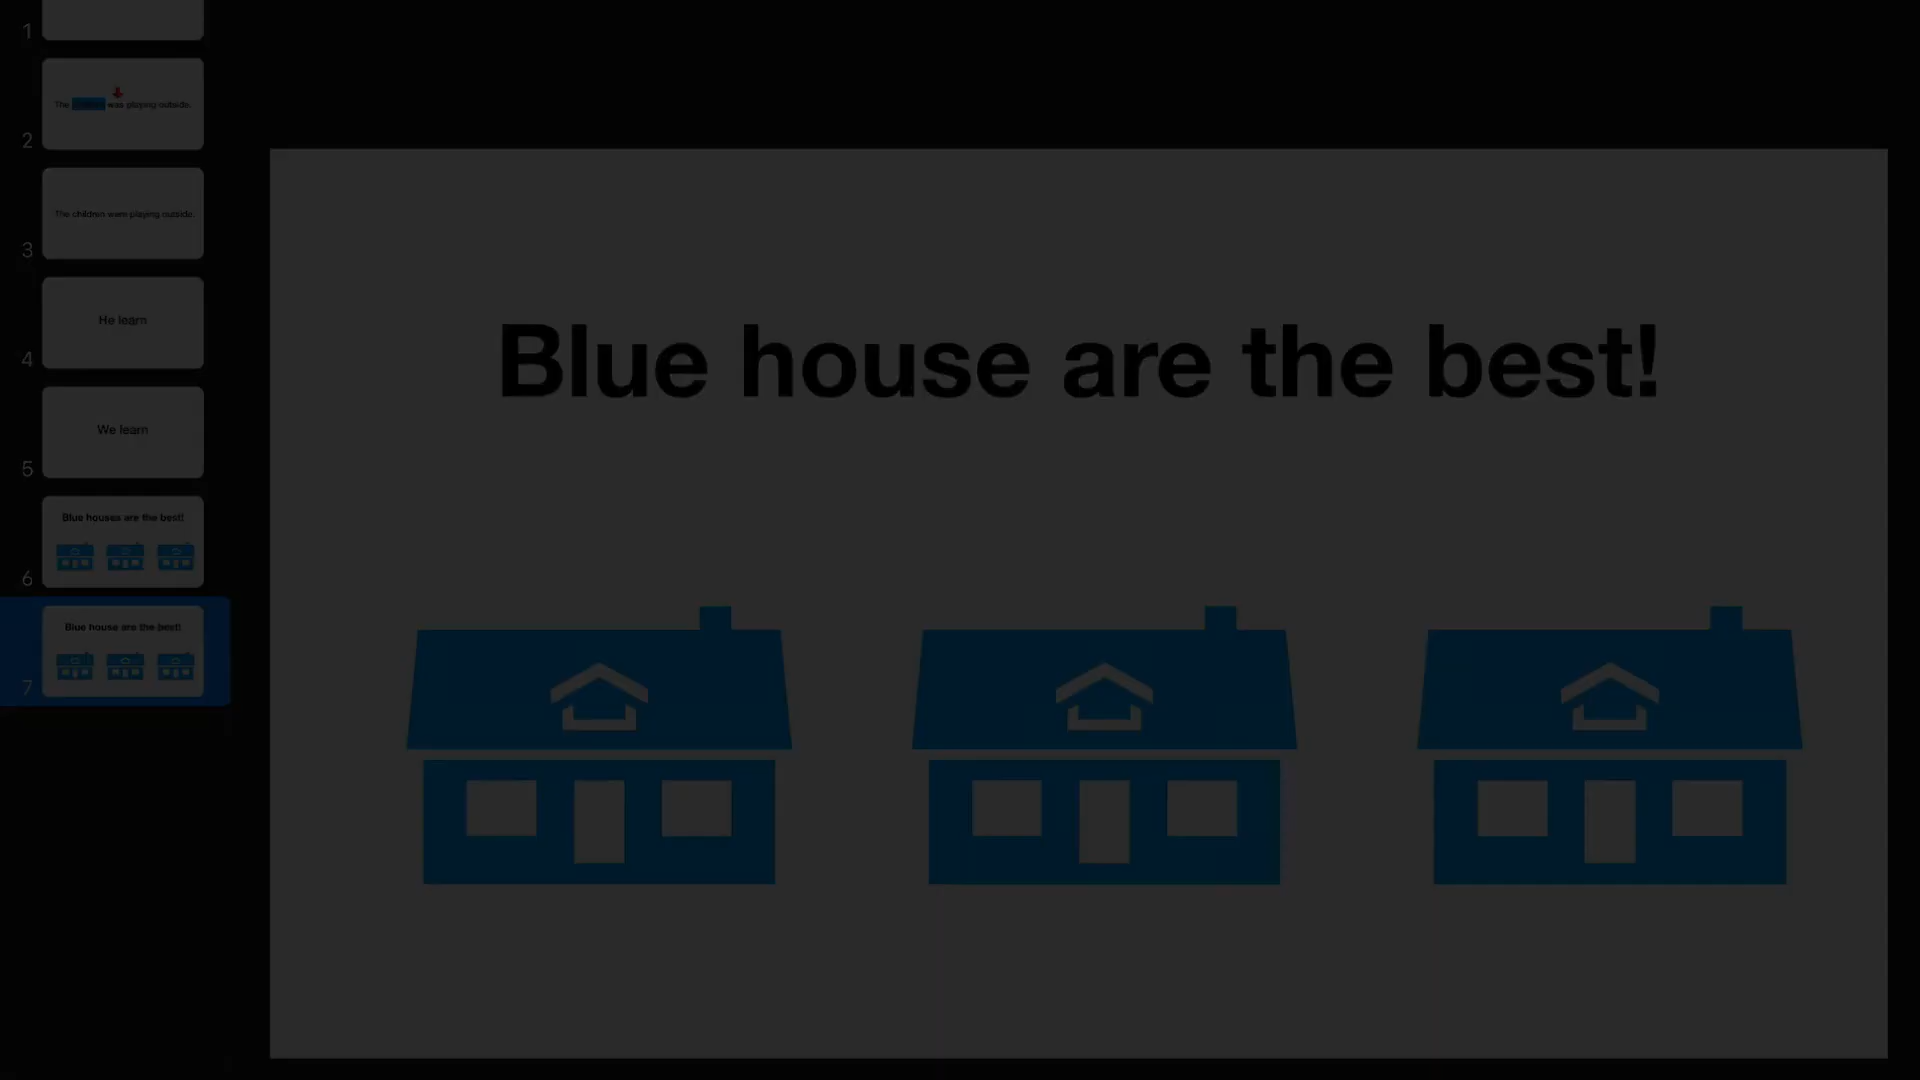 1
The was playing outside.
2
The children were playing outside.
3
He learn
4
We learn
5
Blue houses are the best!
6
Blue house are the best!
7
Blue house are the best!